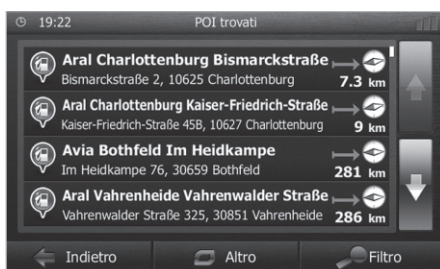 19:22 POI trovati
Aral Charlottenburg Bismarckstraße
Bismarckstraße 2, 10625 Charlottenburg 7.3 km
Aral Charlottenburg Kaiser-Friedrich-Straße
Kaiser-Friedrich-Straße 45B, 10627 Charlottenburg 9 km
Avia Bothfeld Im Heidkampe
Im Heidkampe 76, 30659 Bothfeld 281 km
Aral Vahrenheide Vahrenwalder Straße
Vahrenwalder Straße 325, 30851 Vahrenheide 286 km
Indietro Altro Filtro